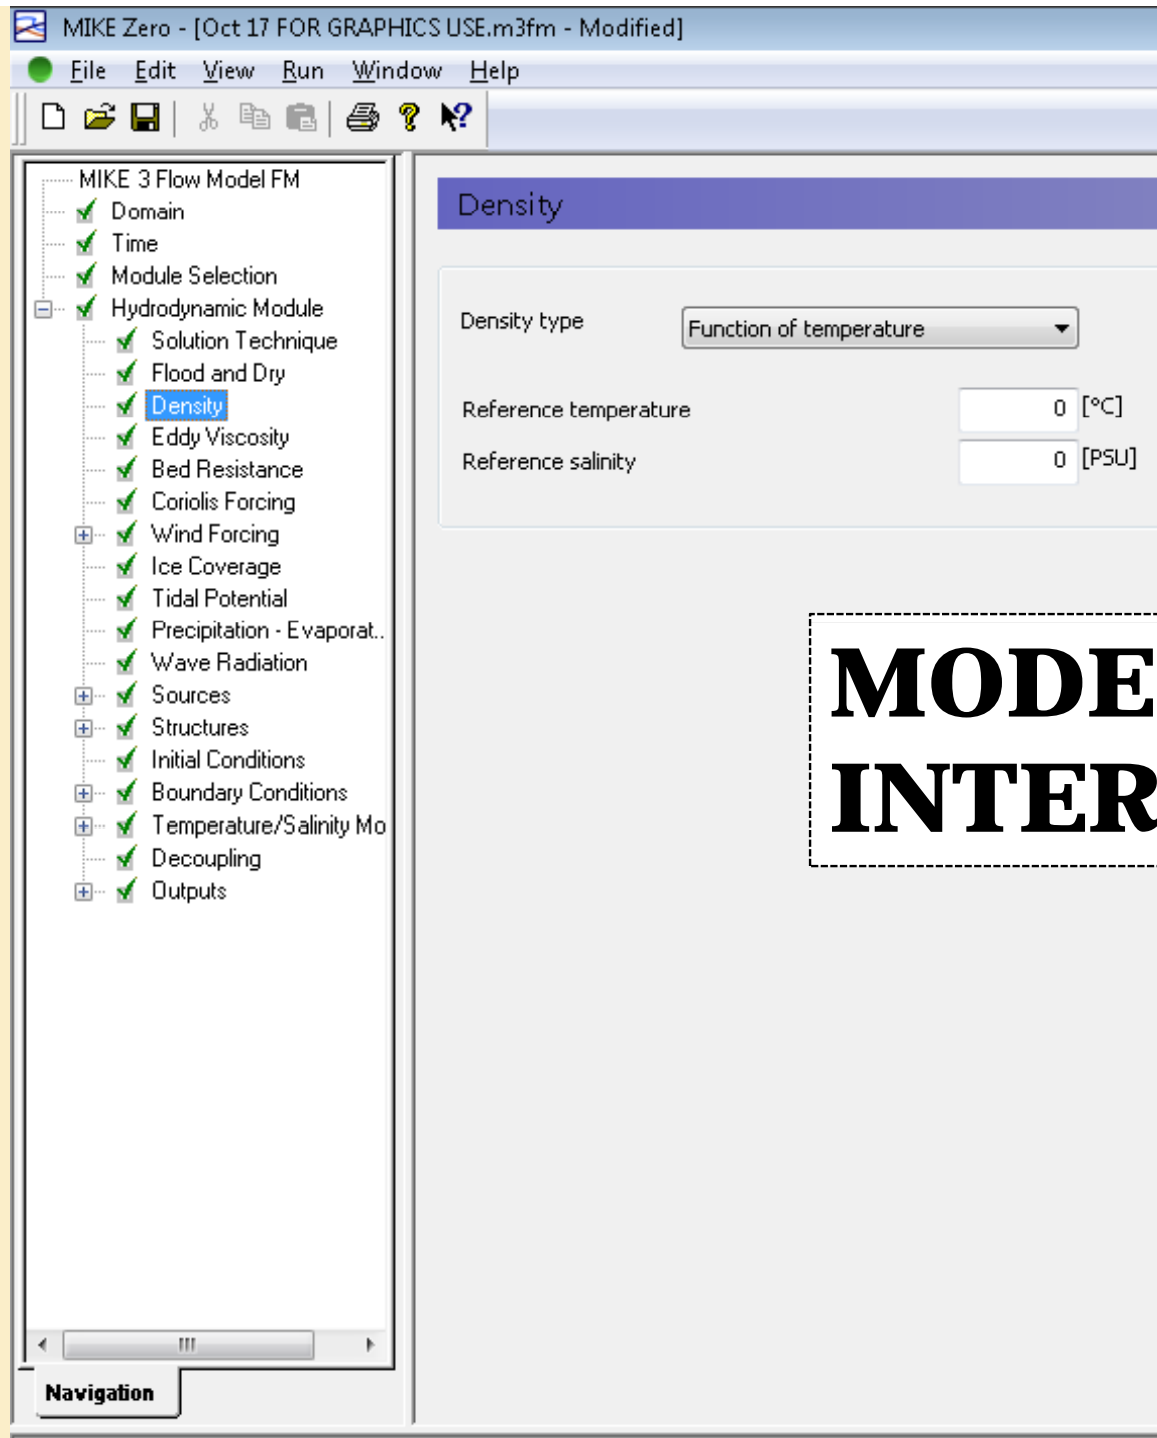 MIKE Zero - [Oct 17 FOR GRAPHICS USE.m3fm - Modified]
File Edit View Run Window Help
MIKE 3 Flow Model FM
Domain
Time
Module Selection
Hydrodynamic Module
Solution Technique
Flood and Dry
Density
Eddy Viscosity
Bed Resistance
Coriolis Forcing
Wind Forcing
Ice Coverage
Tidal Potential
Precipitation - Evaporat..
Wave Radiation
Sources
Structures
Initial Conditions
Boundary Conditions
Temperature/Salinity Mo
Decoupling
Outputs
Navigation
Density
Density type Function of temperature
Reference temperature 0 [°C]
Reference salinity 0 [PSU]
MODE
INTER